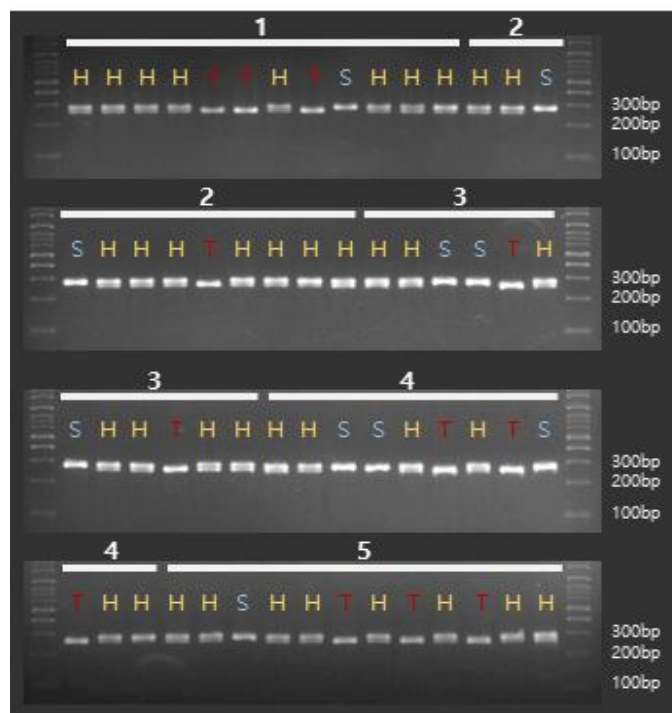 1 2
H H H H T T H T S H H H H H S
300bp
200bp
100bp
2 3
S H H H T H H H H H H S S T H
300bp
200bp
100bp
3 4
S H H T H H H H S S H T H T S
300bp
200bp
100bp
4 5
T H H H H S H H T H T H T H H
300bp
200bp
100bp